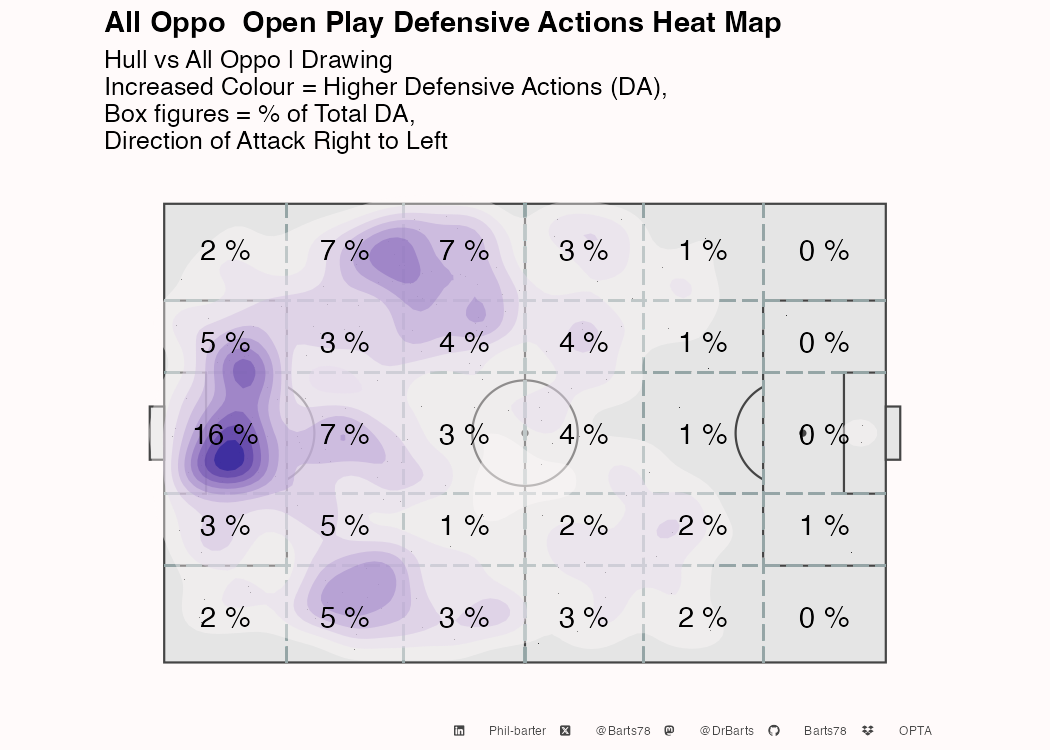 All Oppo  Open Play Defensive Actions Heat Map
Hull vs All Oppo | Drawing
Increased Colour = Higher Defensive Actions (DA),
Box figures = % of Total DA,
Direction of Attack Right to Left
2 % 7 % 7 % 3 % 1 % 0 %
5 % 3 % 4 % 4 % 1 % 0 %
16 % 7 % 3 % 4 % 1 % 0 %
3 % 5 % 1 % 2 % 2 % 1 %
2 % 5 % 3 % 3 % 2 % 0 %
Phil-barter @Barts78 @DrBarts Barts78 OPTA